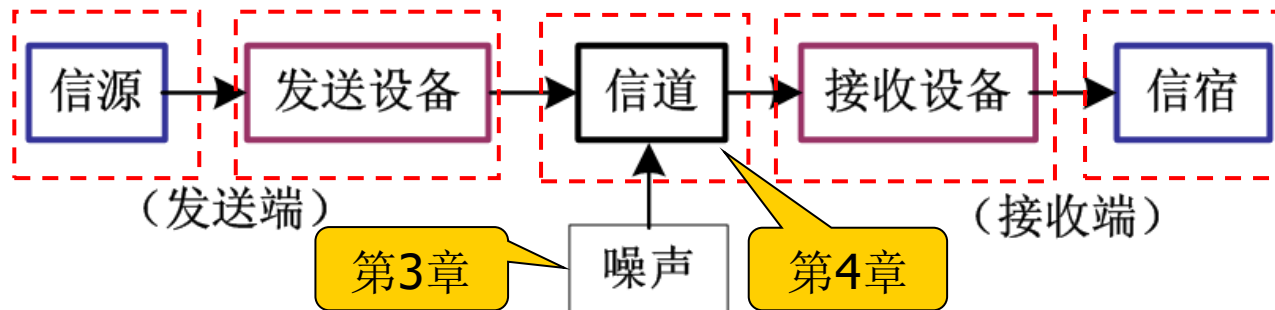 信源
发送设备
信道
接收设备
信宿
（发送端）
（接收端）
第3章
噪声
第4章